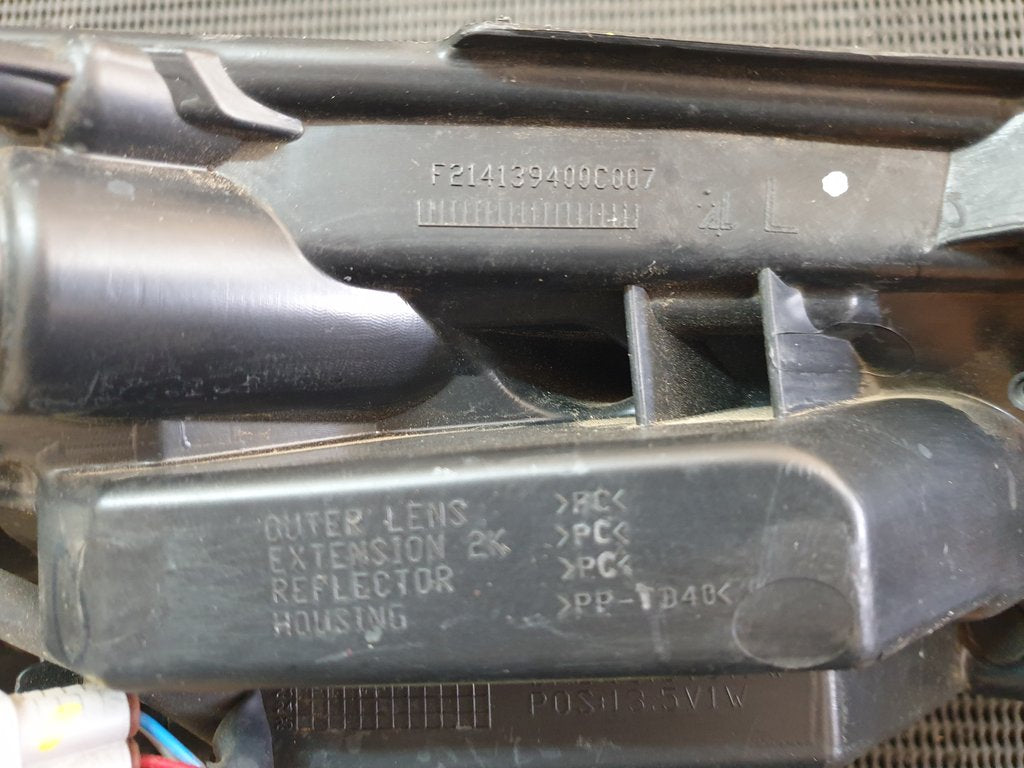 F214139400C007
L
OUTER LENS >PC<
EXTENSION 2K >PC<
REFLECTOR >PC<
HOUSING >PP-TD40<
POS:13.5V1W